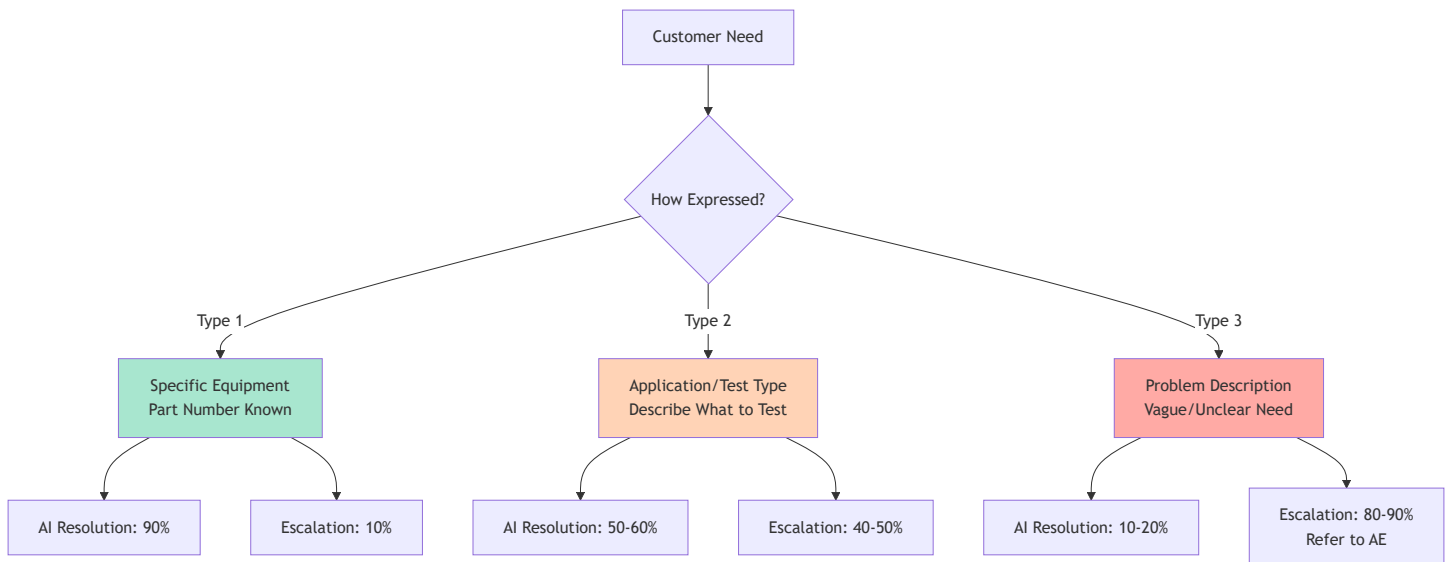 Customer Need
How Expressed?
Type 1
Type 2
Type 3
Specific Equipment
Part Number Known
Application/Test Type
Describe What to Test
Problem Description
Vague/Unclear Need
AI Resolution: 90%
Escalation: 10%
AI Resolution: 50-60%
Escalation: 40-50%
AI Resolution: 10-20%
Escalation: 80-90%
Refer to AE